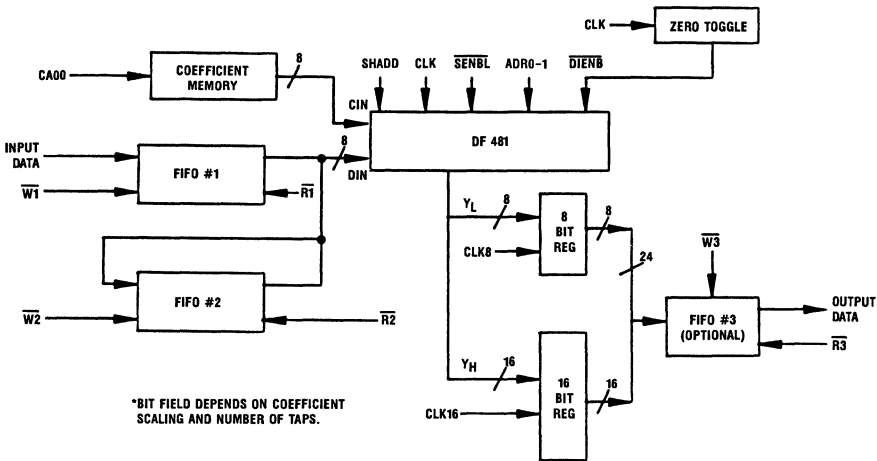 CLK
ZERO TOGGLE
CA00
COEFFICIENT
MEMORY
8
SHADD
CLK
SENBL
ADR0-1
DIENB
CIN
DF 481
INPUT
DATA
FIFO #1
8
DIN
W1
R1
YL
8
8
BIT
REG
8
CLK8
24
W3
FIFO #2
W2
R2
FIFO #3
(OPTIONAL)
OUTPUT
DATA
R3
YH
16
16
BIT
REG
16
CLK16
*BIT FIELD DEPENDS ON COEFFICIENT
SCALING AND NUMBER OF TAPS.